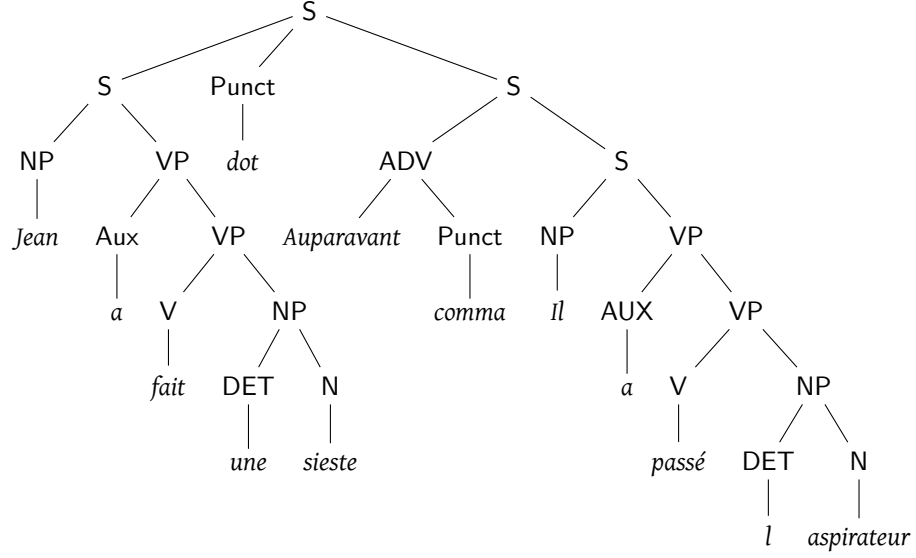 S
S Punct S
NP VP dot ADV S
Jean Aux VP Auparavant Punct NP VP
a V NP comma Il AUX VP
fait DET N a V NP
une sieste passé DET N
l aspirateur